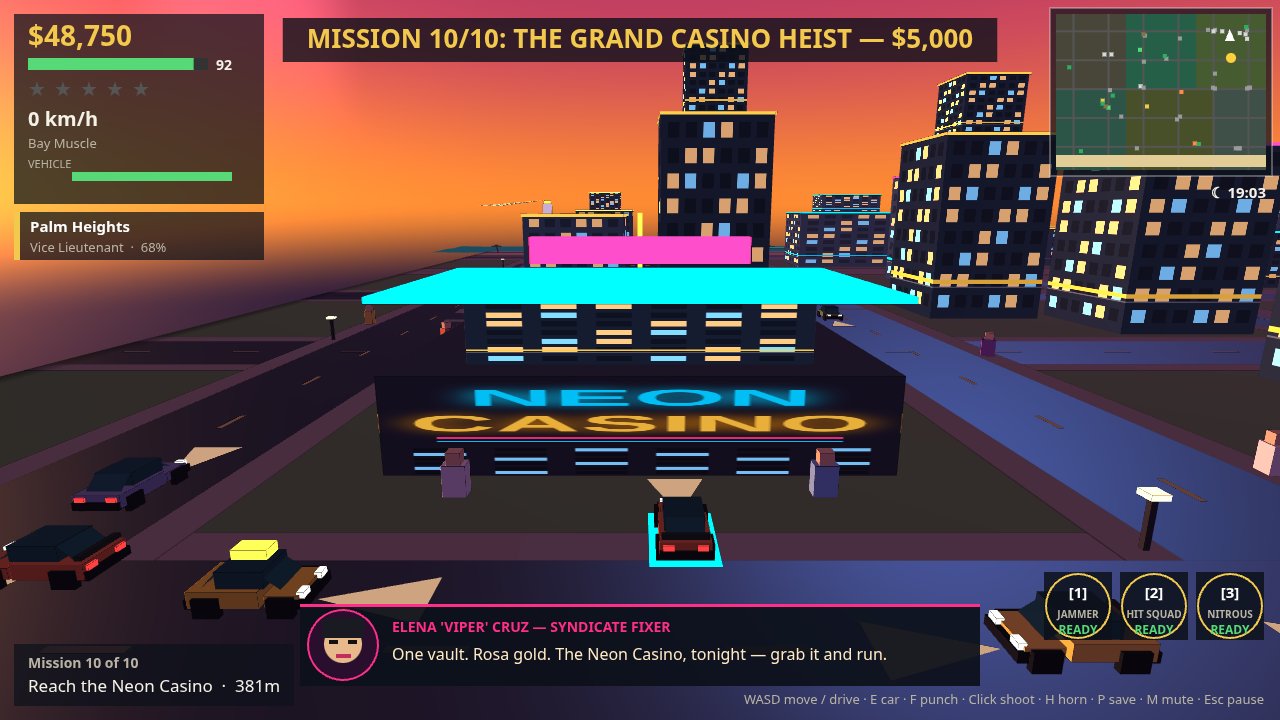 $48,750
92
0 km/h
Bay Muscle
VEHICLE
Palm Heights
Vice Lieutenant · 68%
MISSION 10/10: THE GRAND CASINO HEIST — $5,000
☾ 19:03
NEON
CASINO
[1]
JAMMER
READY
[2]
HIT SQUAD
READY
[3]
NITROUS
READY
ELENA 'VIPER' CRUZ — SYNDICATE FIXER
One vault. Rosa gold. The Neon Casino, tonight — grab it and run.
Mission 10 of 10
Reach the Neon Casino · 381m
WASD move / drive · E car · F punch · Click shoot · H horn · P save · M mute · Esc pause